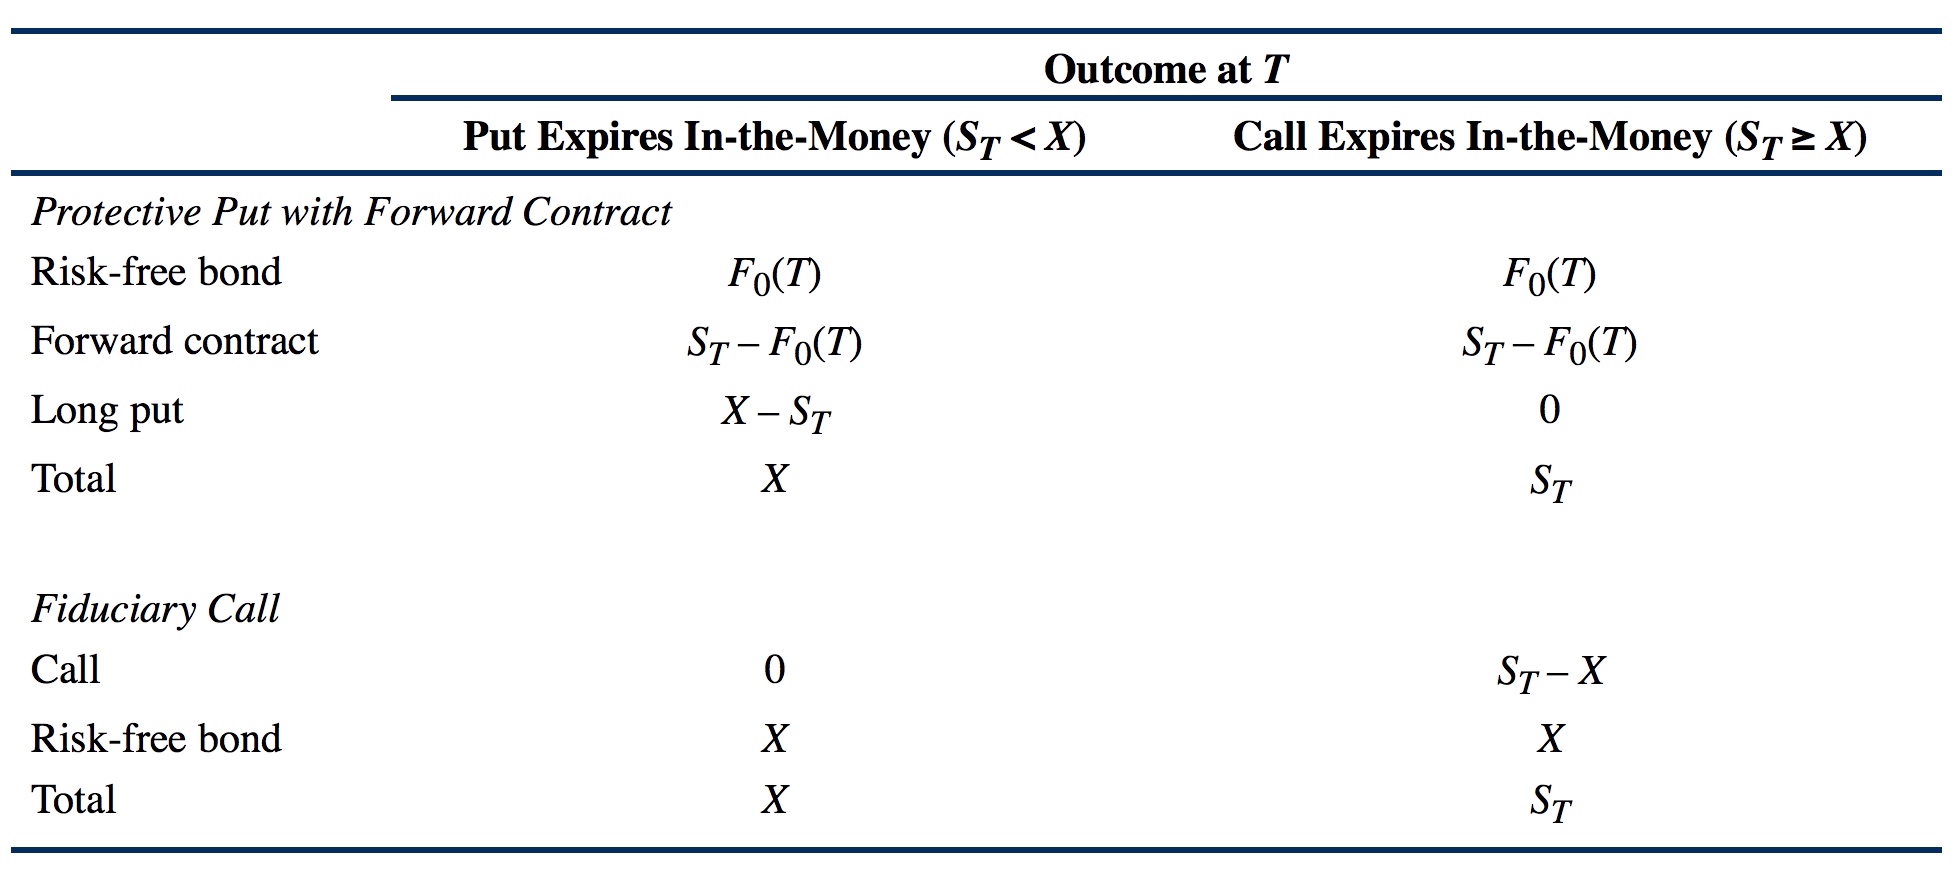 Outcome at T
Put Expires In-the-Money (S_T < X) Call Expires In-the-Money (S_T ≥ X)
Protective Put with Forward Contract
Risk-free bond F_0(T) F_0(T)
Forward contract S_T – F_0(T) S_T – F_0(T)
Long put X – S_T 0
Total X S_T
Fiduciary Call
Call 0 S_T – X
Risk-free bond X X
Total X S_T